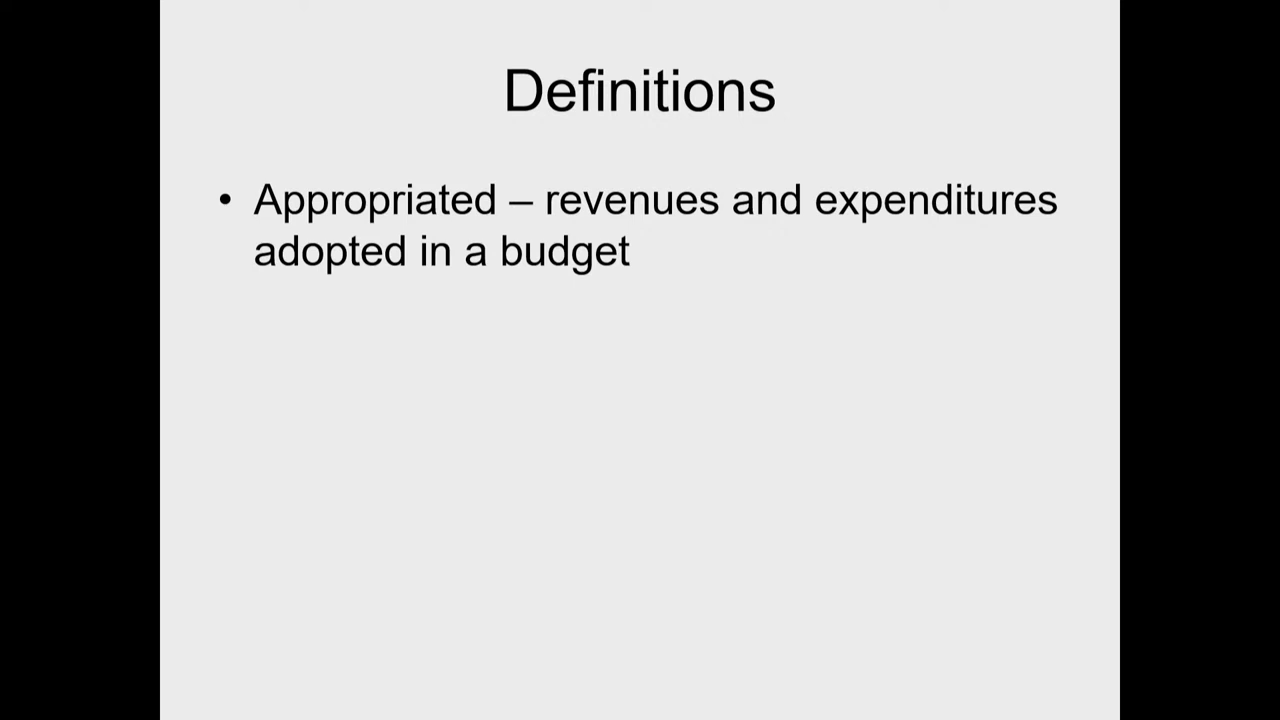 Definitions
• Appropriated – revenues and expenditures
adopted in a budget